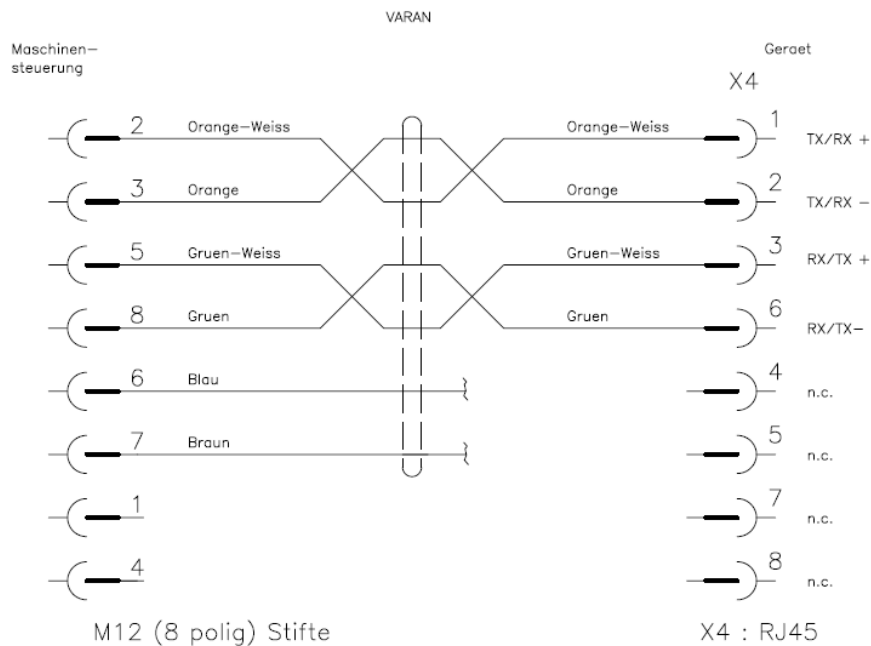 VARAN
Maschinen-
steuerung
Geraet
X4
2 Orange-Weiss Orange-Weiss 1 TX/RX +
3 Orange Orange 2 TX/RX -
5 Gruen-Weiss Gruen-Weiss 3 RX/TX +
8 Gruen Gruen 6 RX/TX-
6 Blau 4 n.c.
7 Braun 5 n.c.
1 7 n.c.
4 8 n.c.
M12 (8 polig) Stifte X4 : RJ45